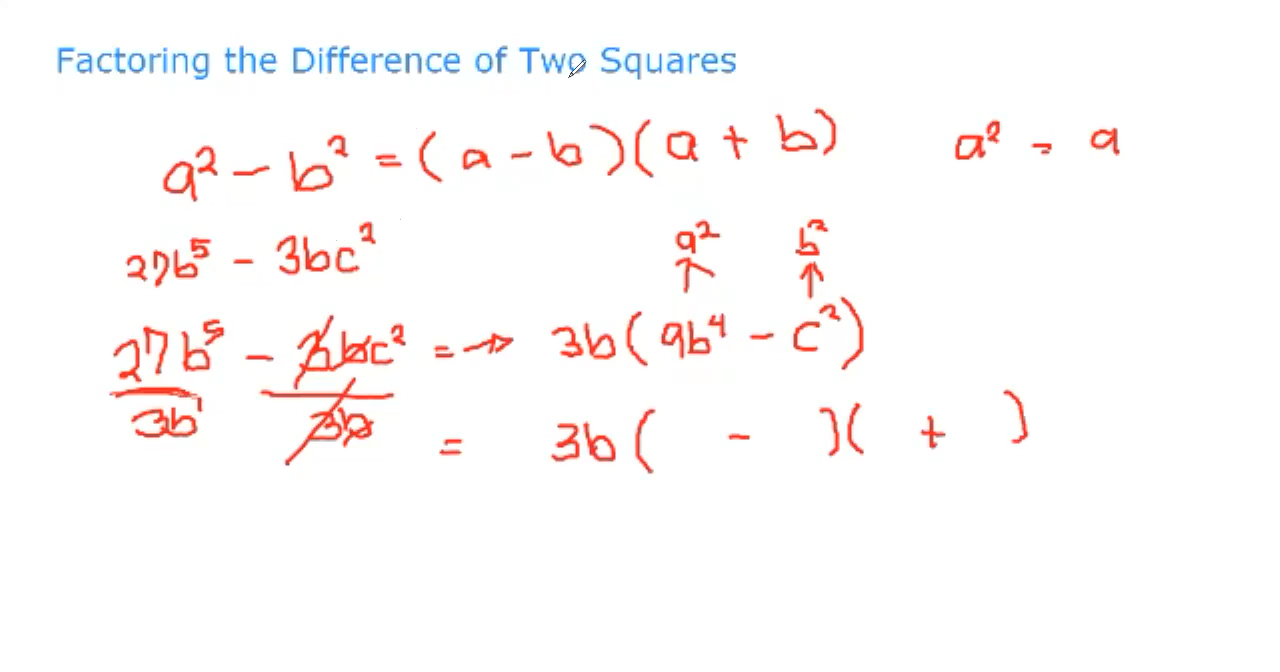 Factoring the Difference of Two Squares
a² - b² = (a - b)(a + b) a² - a
27b⁵ - 3bc² a² b²
27b⁵ - 3bc² = → 3b(9b⁴ - c²)
3b¹ 3b
= 3b( - )( + )